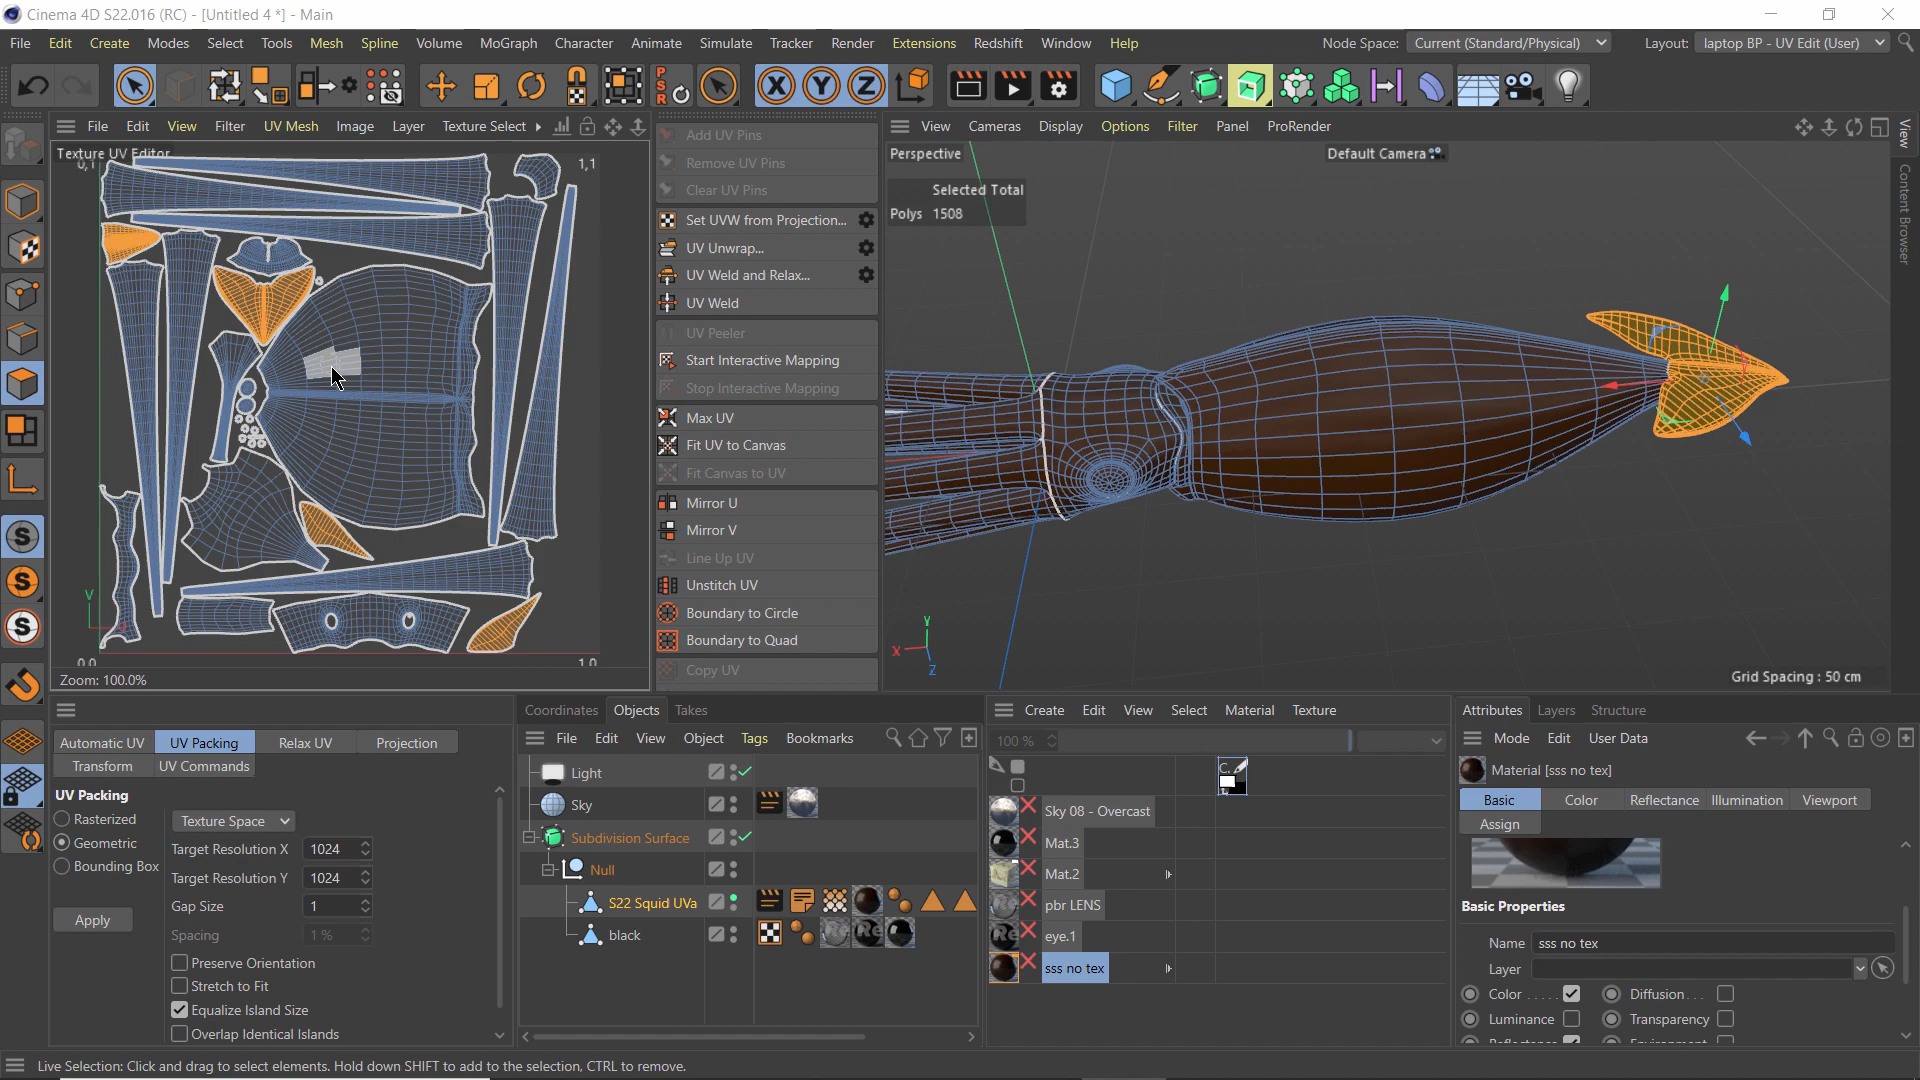 Cinema 4D S22.016 (RC) - [Untitled 4 *] - Main
File Edit Create Modes Select Tools Mesh Spline Volume MoGraph Character Animate Simulate Tracker Render Extensions Redshift Window Help
Node Space: Current (Standard/Physical) Layout: laptop BP - UV Edit (User)
PSR X Y Z
File Edit View Filter UV Mesh Image Layer Texture Select
Texture UV Editor
0,1 1,1
V
0,0 1,0
Zoom: 100.0%
Add UV Pins
Remove UV Pins
Clear UV Pins
Set UVW from Projection...
UV Unwrap...
UV Weld and Relax...
UV Weld
UV Peeler
Start Interactive Mapping
Stop Interactive Mapping
Max UV
Fit UV to Canvas
Fit Canvas to UV
Mirror U
Mirror V
Line Up UV
Unstitch UV
Boundary to Circle
Boundary to Quad
Copy UV
View Cameras Display Options Filter Panel ProRender
Perspective
Default Camera
Selected Total
Polys 1508
Y
X
Z
Grid Spacing : 50 cm
View
Content Browser
S
S
S
Automatic UV UV Packing Relax UV Projection
Transform UV Commands
UV Packing
Rasterized
Geometric
Bounding Box
Apply
Texture Space
Target Resolution X 1024
Target Resolution Y 1024
Gap Size 1
Spacing 1 %
Preserve Orientation
Stretch to Fit
Equalize Island Size
Overlap Identical Islands
Coordinates Objects Takes
File Edit View Object Tags Bookmarks
Light
Sky
Subdivision Surface
Null
S22 Squid UVa
black
Create Edit View Select Material Texture
100 %
C.
Sky 08 - Overcast
Mat.3
Mat.2
pbr LENS
eye.1
sss no tex
Attributes Layers Structure
Mode Edit User Data
Material [sss no tex]
Basic Color Reflectance Illumination Viewport
Assign
Basic Properties
Name sss no tex
Layer
Color . . . . . Diffusion . . .
Luminance Transparency
Live Selection: Click and drag to select elements. Hold down SHIFT to add to the selection, CTRL to remove.